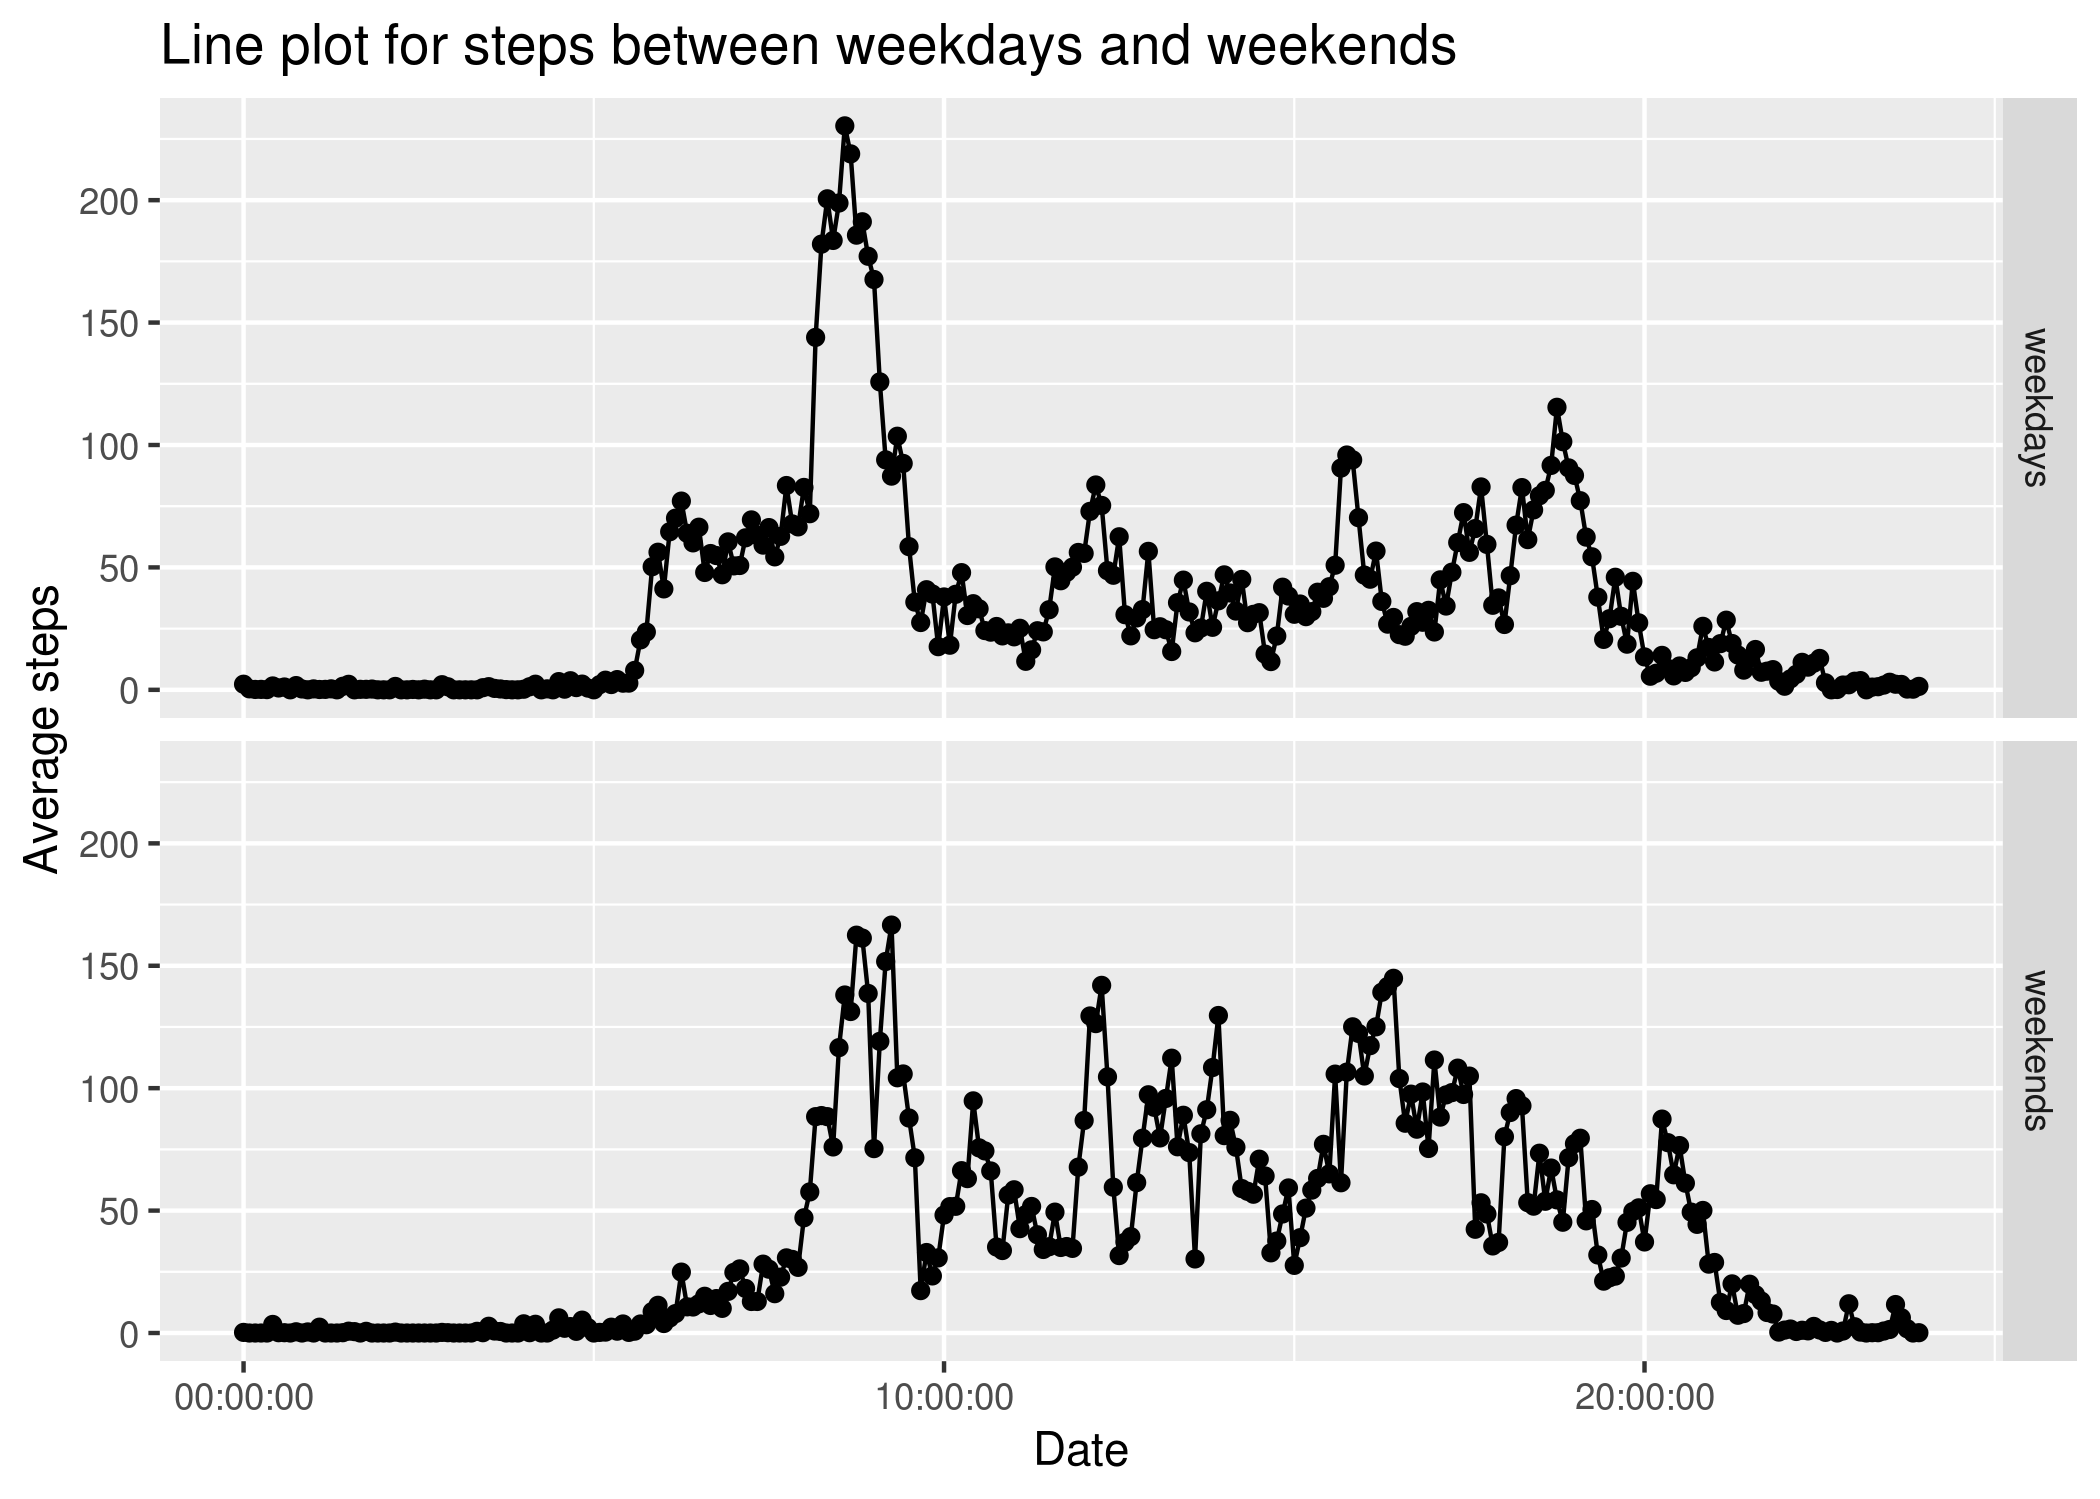 Line plot for steps between weekdays and weekends
Average steps
200
150
100
50
0
weekdays
200
150
100
50
0
weekends
00:00:00
10:00:00
20:00:00
Date